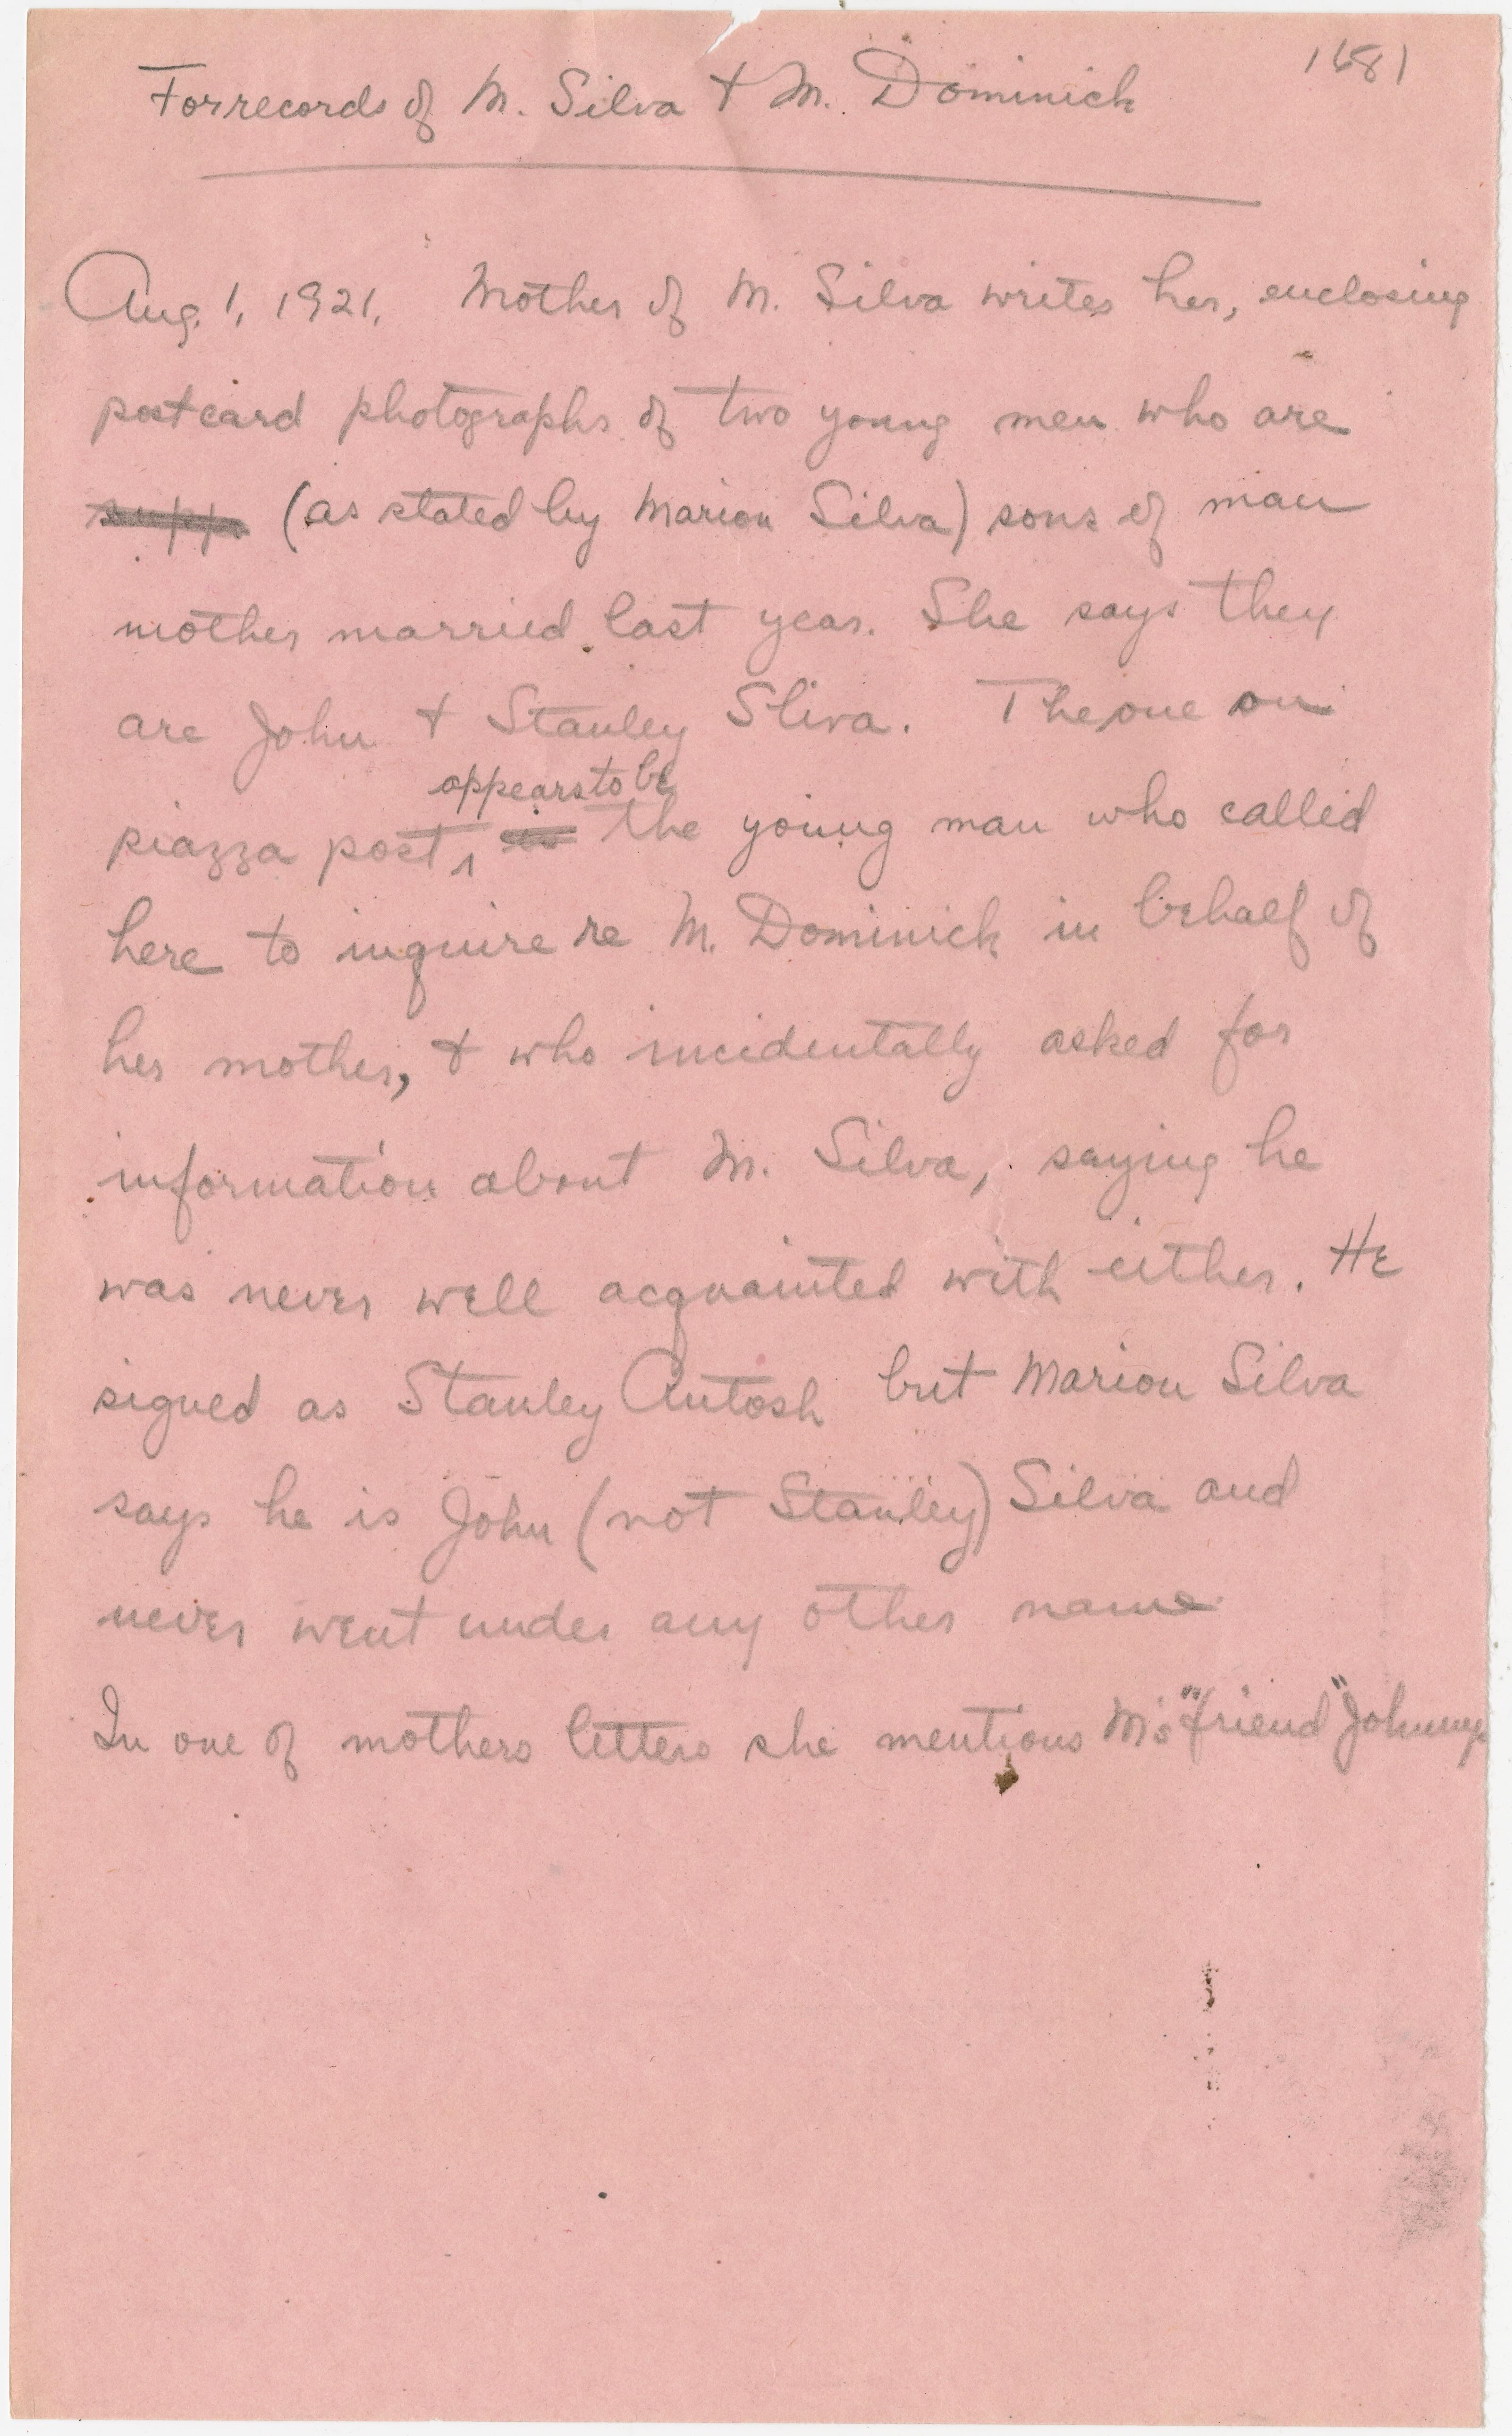 1681
For records of M. Silva + M. Dominick
Aug. 1, 1921. Mother of M. Silva writes her, enclosing
postcard photographs of two young men who are
supp. (as stated by Marion Silva) sons of man
mother married last year. She says they
are John + Stanley Sliva. The one on
appears to be
piazza post, is the young man who called
here to inquire re M. Dominick in behalf of
her mother, + who incidentally asked for
information about M. Silva, saying he
was never well acquainted with either. He
signed as Stanley Antosh but Marion Silva
says he is John (not Stanley) Silva and
never went under any other name
In one of mothers letters she mentions M's "friend" Johnny